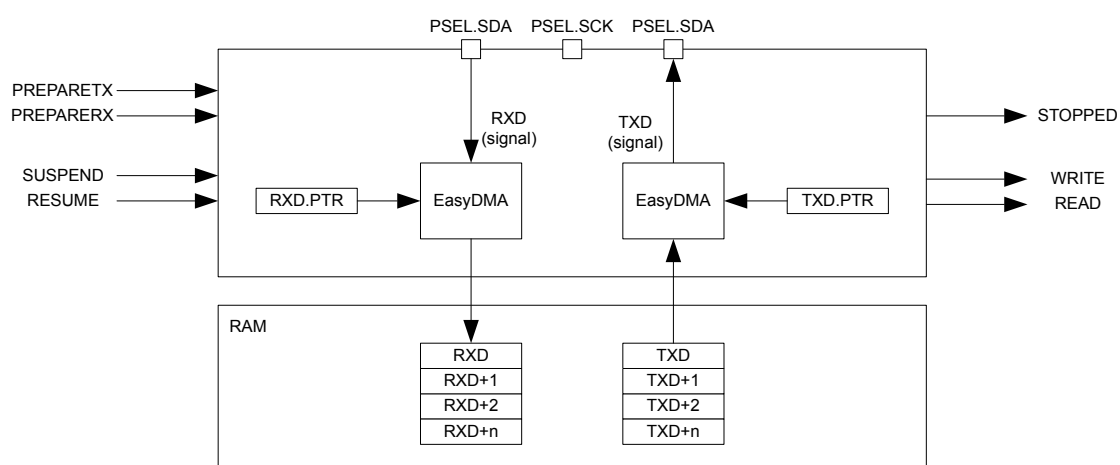 PSEL.SDA PSEL.SCK PSEL.SDA
PREPARETX
PREPARERX
STOPPED
RXD
(signal)
TXD
(signal)
SUSPEND
RESUME
RXD.PTR
EasyDMA
EasyDMA
TXD.PTR
WRITE
READ
RAM
RXD
RXD+1
RXD+2
RXD+n
TXD
TXD+1
TXD+2
TXD+n